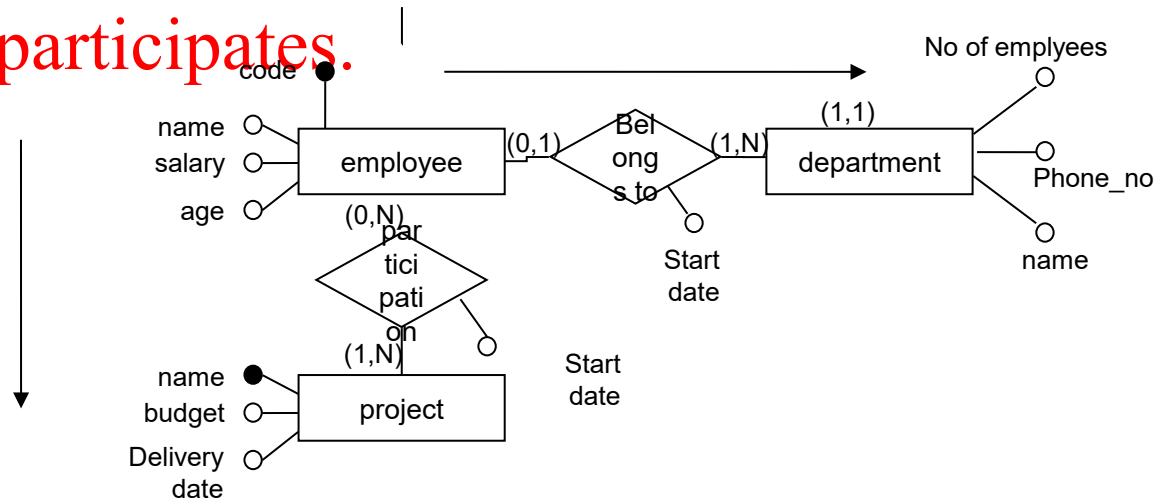 participates.
No of emplyees
code
(1,1)
name
(0,1)
Bel
ong
s to
(1,N)
salary
employee
department
Phone_no
age
(0,N)
name
par
tici
pati
on
Start
date
(1,N)
Start
date
name
budget
project
Delivery
date